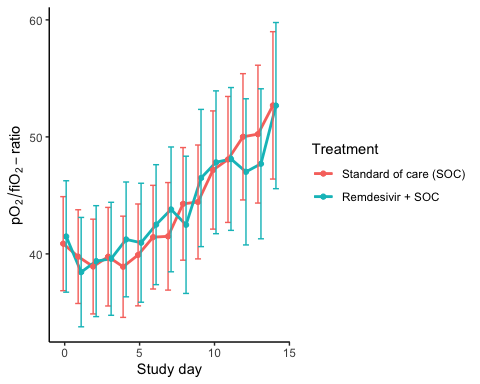 60
50
40
pO₂/fiO₂ – ratio
0
5
10
15
Study day
Treatment
Standard of care (SOC)
Remdesivir + SOC